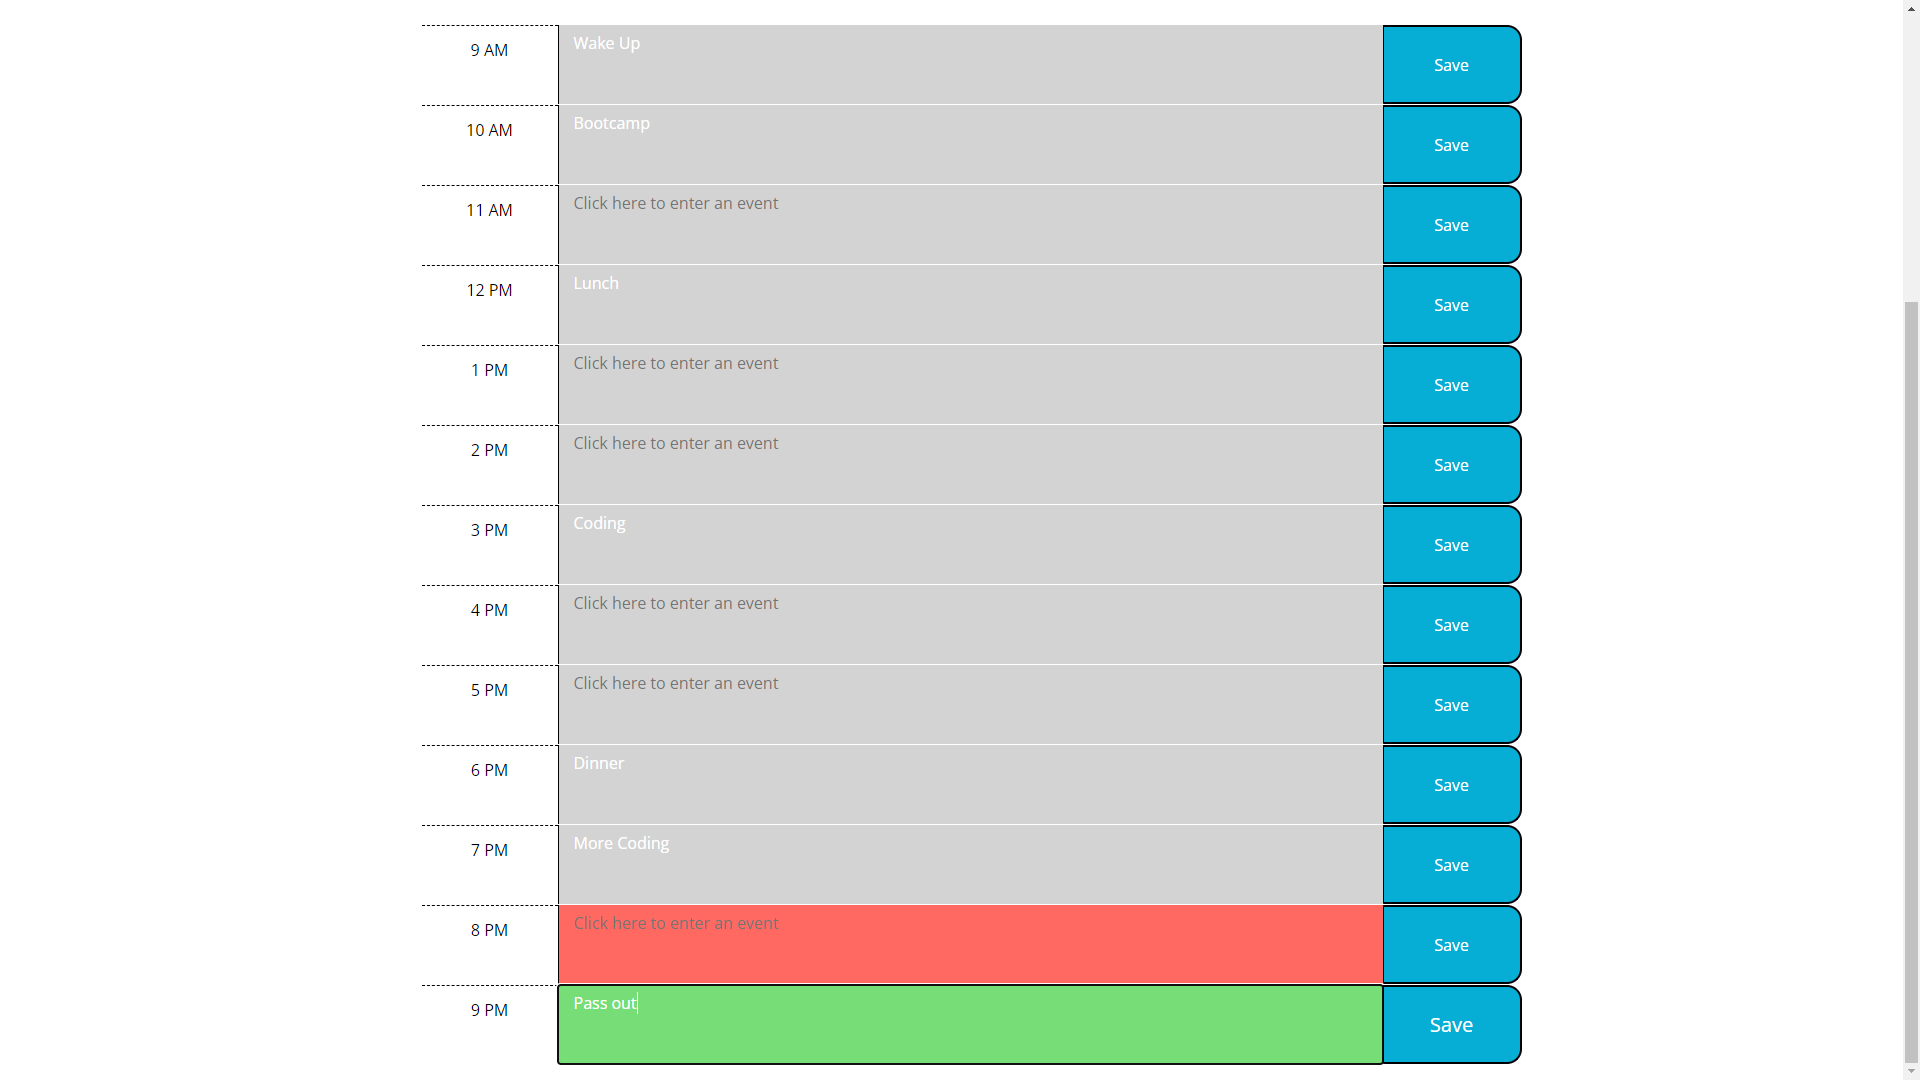 9 AM Wake Up Save
10 AM Bootcamp Save
11 AM Click here to enter an event Save
12 PM Lunch Save
1 PM Click here to enter an event Save
2 PM Click here to enter an event Save
3 PM Coding Save
4 PM Click here to enter an event Save
5 PM Click here to enter an event Save
6 PM Dinner Save
7 PM More Coding Save
8 PM Click here to enter an event Save
9 PM Pass out Save